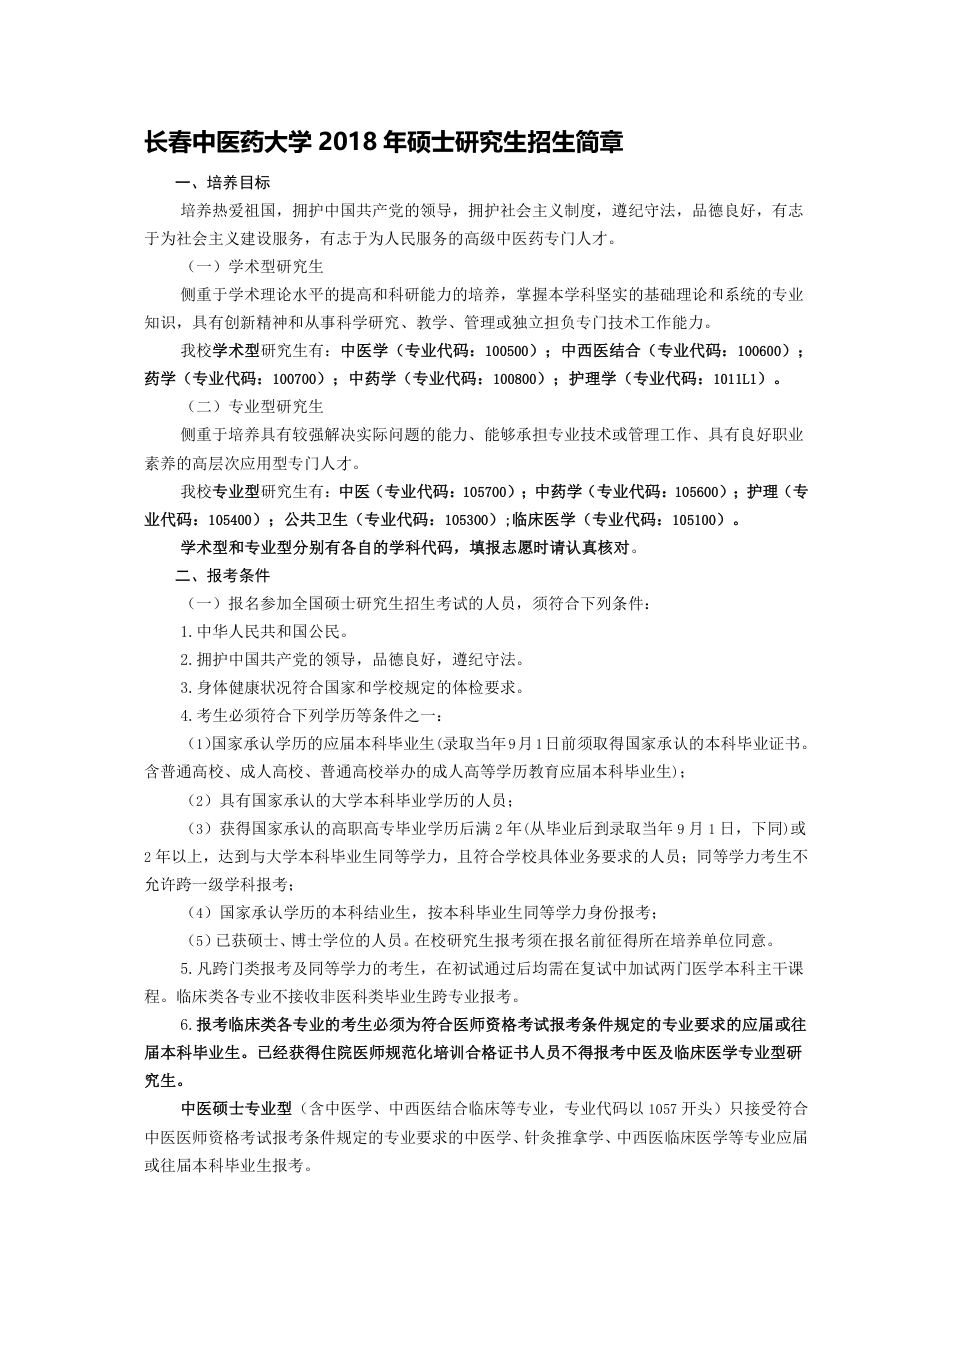 长春中医药大学 2018 年硕士研究生招生简章
一、培养目标
培养热爱祖国，拥护中国共产党的领导，拥护社会主义制度，遵纪守法，品德良好，有志
于为社会主义建设服务，有志于为人民服务的高级中医药专门人才。
（一）学术型研究生
侧重于学术理论水平的提高和科研能力的培养，掌握本学科坚实的基础理论和系统的专业
知识，具有创新精神和从事科学研究、教学、管理或独立担负专门技术工作能力。
我校学术型研究生有：中医学（专业代码：100500）；中西医结合（专业代码：100600）；
药学（专业代码：100700）；中药学（专业代码：100800）；护理学（专业代码：1011L1）。
（二）专业型研究生
侧重于培养具有较强解决实际问题的能力、能够承担专业技术或管理工作、具有良好职业
素养的高层次应用型专门人才。
我校专业型研究生有：中医（专业代码：105700）；中药学（专业代码：105600）；护理（专
业代码：105400）；公共卫生（专业代码：105300）;临床医学（专业代码：105100）。
学术型和专业型分别有各自的学科代码，填报志愿时请认真核对。
二、报考条件
（一）报名参加全国硕士研究生招生考试的人员，须符合下列条件：
1.中华人民共和国公民。
2.拥护中国共产党的领导，品德良好，遵纪守法。
3.身体健康状况符合国家和学校规定的体检要求。
4.考生必须符合下列学历等条件之一：
（1)国家承认学历的应届本科毕业生(录取当年9月1日前须取得国家承认的本科毕业证书。
含普通高校、成人高校、普通高校举办的成人高等学历教育应届本科毕业生)；
（2）具有国家承认的大学本科毕业学历的人员；
（3）获得国家承认的高职高专毕业学历后满 2 年(从毕业后到录取当年 9 月 1 日，下同)或
2 年以上，达到与大学本科毕业生同等学力，且符合学校具体业务要求的人员；同等学力考生不
允许跨一级学科报考；
（4）国家承认学历的本科结业生，按本科毕业生同等学力身份报考；
（5）已获硕士、博士学位的人员。在校研究生报考须在报名前征得所在培养单位同意。
5.凡跨门类报考及同等学力的考生，在初试通过后均需在复试中加试两门医学本科主干课
程。临床类各专业不接收非医科类毕业生跨专业报考。
6.报考临床类各专业的考生必须为符合医师资格考试报考条件规定的专业要求的应届或往
届本科毕业生。已经获得住院医师规范化培训合格证书人员不得报考中医及临床医学专业型研
究生。
中医硕士专业型（含中医学、中西医结合临床等专业，专业代码以 1057 开头）只接受符合
中医医师资格考试报考条件规定的专业要求的中医学、针灸推拿学、中西医临床医学等专业应届
或往届本科毕业生报考。